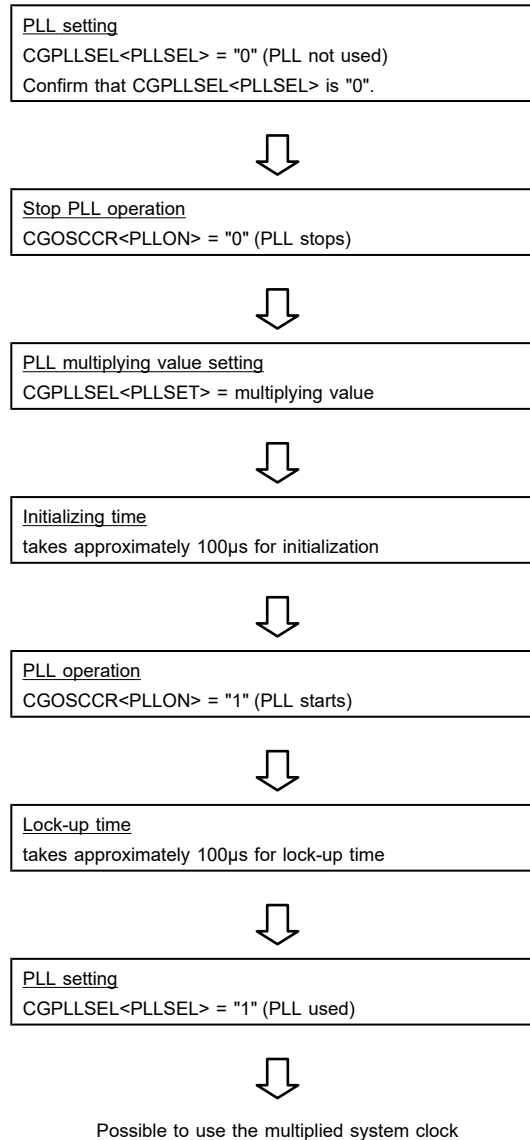 PLL setting
CGPLLSEL<PLLSEL> = "0" (PLL not used)
Confirm that CGPLLSEL<PLLSEL> is "0".
Stop PLL operation
CGOSCCR<PLLON> = "0" (PLL stops)
PLL multiplying value setting
CGPLLSEL<PLLSET> = multiplying value
Initializing time
takes approximately 100μs for initialization
PLL operation
CGOSCCR<PLLON> = "1" (PLL starts)
Lock-up time
takes approximately 100μs for lock-up time
PLL setting
CGPLLSEL<PLLSEL> = "1" (PLL used)
Possible to use the multiplied system clock